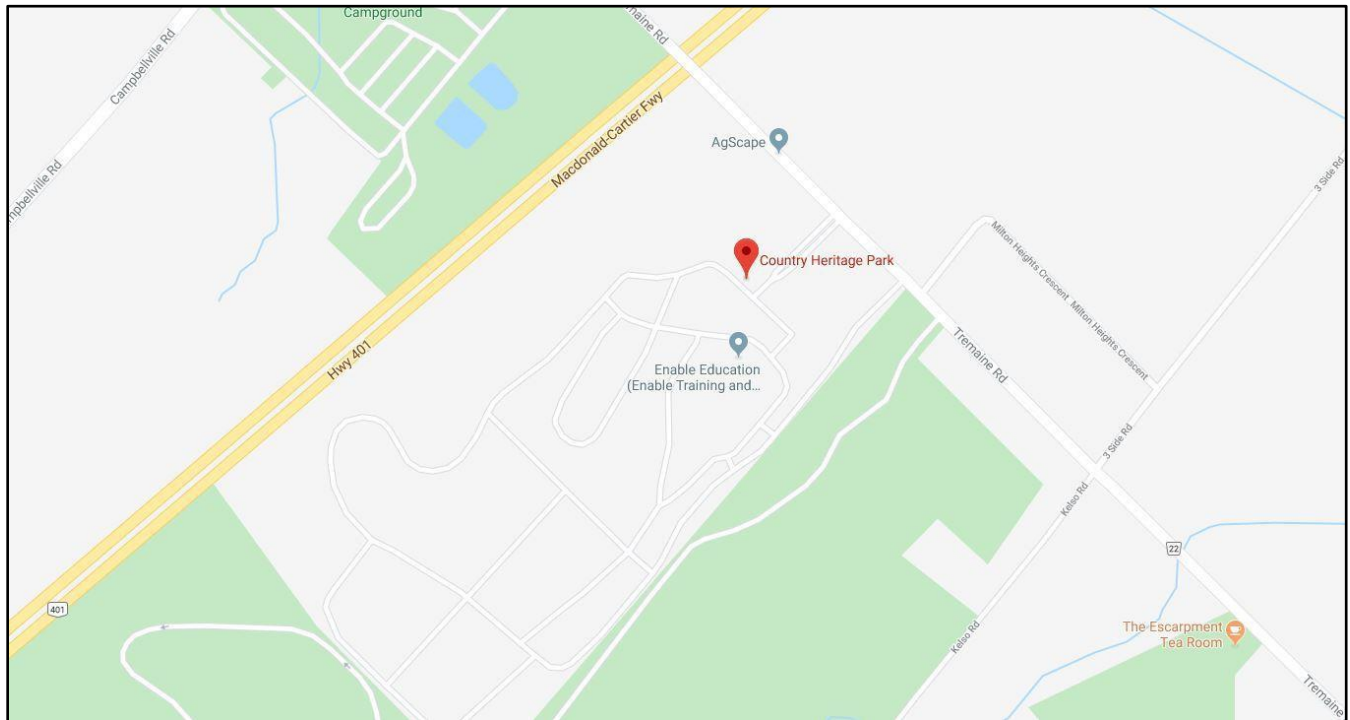 Campground
maine Rd
Campbellville Rd
mpbellville Rd
Macdonald-Cartier Fwy
AgScape
3 Side Rd
Country Heritage Park
Milton Heights Crescent
Milton Heights Crescent
Hwy 401
Enable Education
(Enable Training and...
Tremaine Rd
3 Side Rd
Kelso Rd
22
401
The Escarpment
Tea Room
Kelso Rd
Tremaine